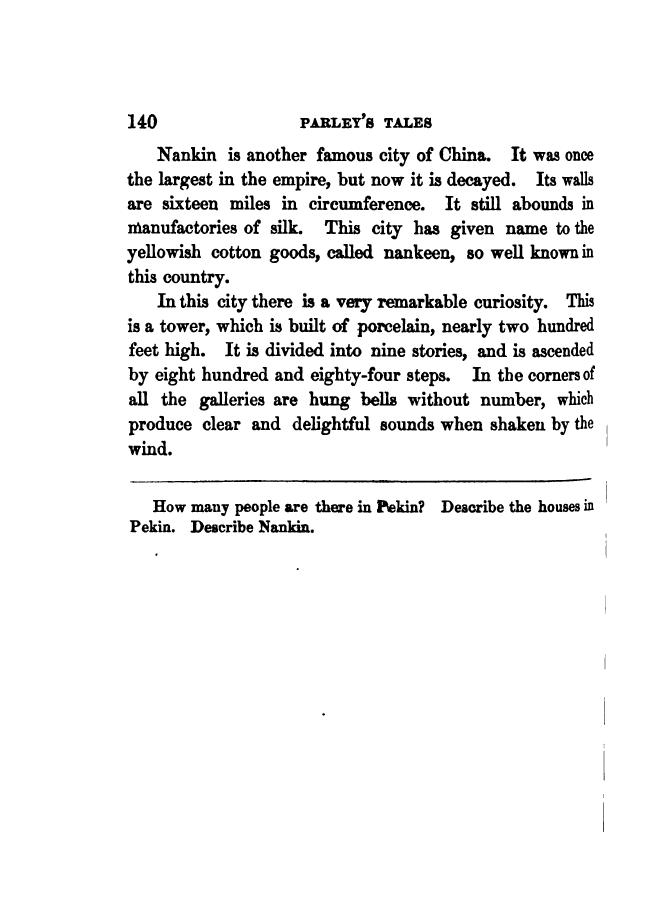 140 PARLEY'S TALES
Nankin is another famous city of China. It was once
the largest in the empire, but now it is decayed. Its walls
are sixteen miles in circumference. It still abounds in
manufactories of silk. This city has given name to the
yellowish cotton goods, called nankeen, so well known in
this country.
In this city there is a very remarkable curiosity. This
is a tower, which is built of porcelain, nearly two hundred
feet high. It is divided into nine stories, and is ascended
by eight hundred and eighty-four steps. In the corners of
all the galleries are hung bells without number, which
produce clear and delightful sounds when shaken by the
wind.
How many people are there in Pekin? Describe the houses in
Pekin. Describe Nankin.